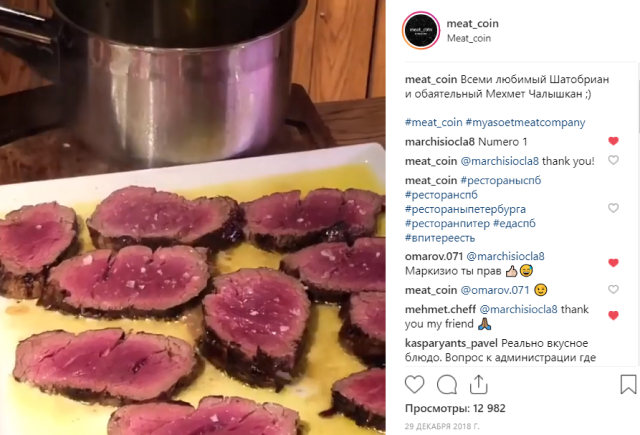 meat_coin
Meat_coin
meat_coin Всеми любимый Шатобриан
и обаятельный Мехмет Чалышкан ;)
#meat_coin #myasoetmeatcompany
marchisiocla8 Numero 1
meat_coin @marchisiocla8 thank you!
meat_coin #рестораныспб
#ресторанспб
#рестораныпетербурга
#ресторанпитер #едаспб
#впитереесть
omarov.071 @marchisiocla8
Маркизио ты прав 👍🏻😅
meat_coin @omarov.071 😉
mehmet.cheff @marchisiocla8 thank
you my friend 🙏🏾
kasparyants_pavel Реально вкусное
блюдо. Вопрос к администрации где
Просмотры: 12 982
29 ДЕКАБРЯ 2018 Г.